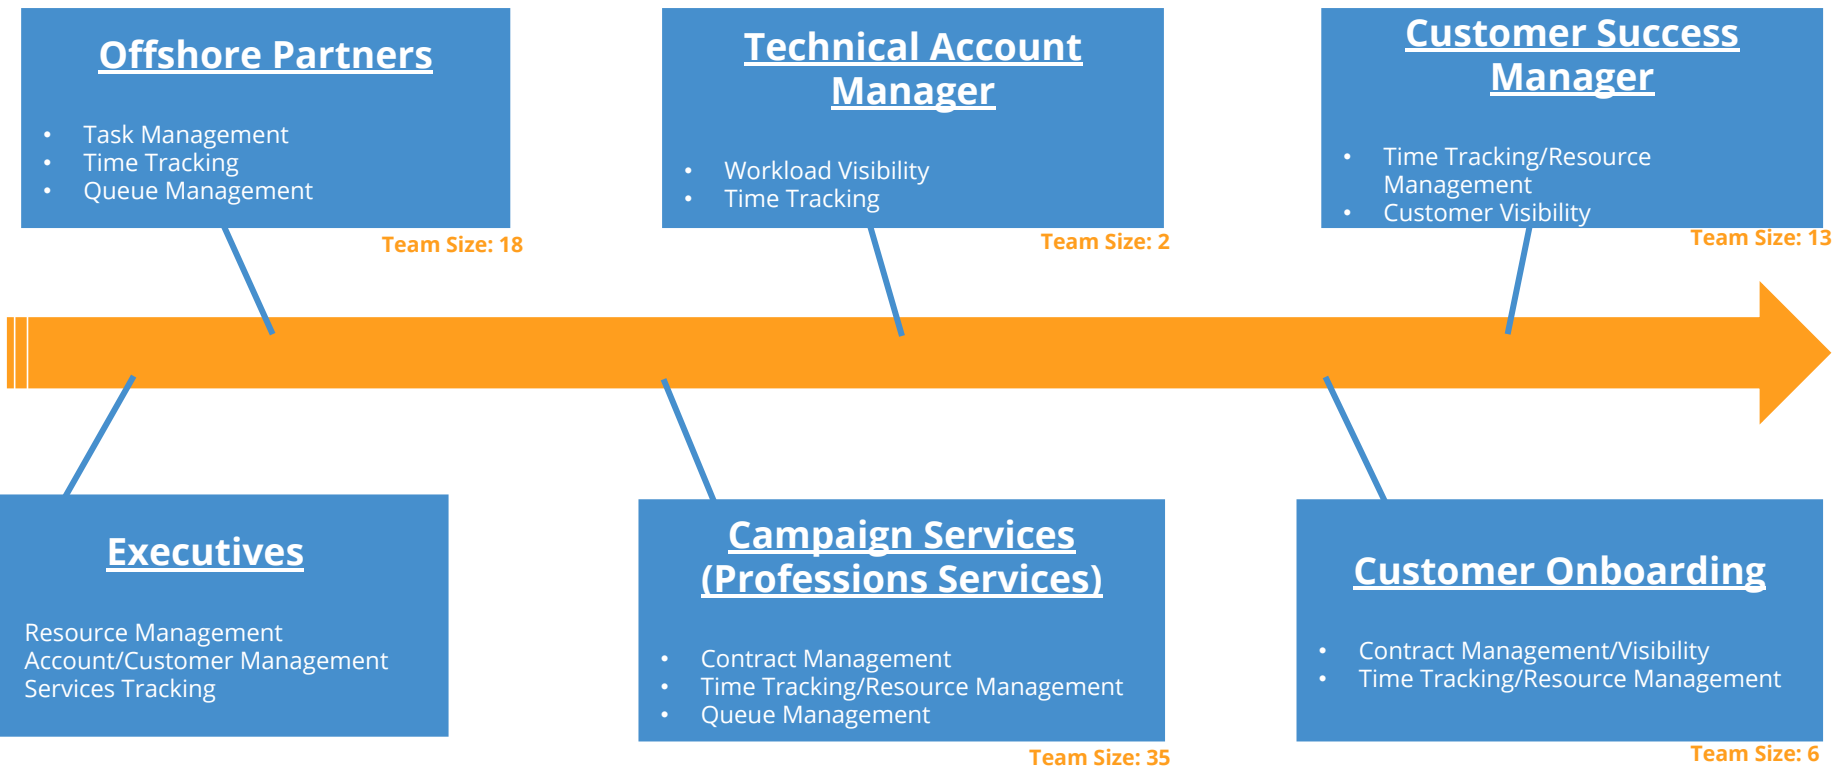 Offshore Partners
• Task Management
• Time Tracking
• Queue Management
Team Size: 18
Technical Account
Manager
• Workload Visibility
• Time Tracking
Team Size: 2
Customer Success
Manager
• Time Tracking/Resource
Management
• Customer Visibility
Team Size: 13
Executives
Resource Management
Account/Customer Management
Services Tracking
Campaign Services
(Professions Services)
• Contract Management
• Time Tracking/Resource Management
• Queue Management
Team Size: 35
Customer Onboarding
• Contract Management/Visibility
• Time Tracking/Resource Management
Team Size: 6